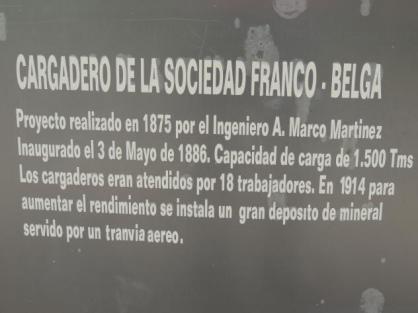 CARGADERO DE LA SOCIEDAD FRANCO - BELGA
Proyecto realizado en 1875 por el Ingeniero A. Marco Martinez
Inaugurado el 3 de Mayo de 1886. Capacidad de carga de 1.500 Tms
Los cargaderos eran atendidos por 18 trabajadores. En 1914 para
aumentar el rendimiento se instala un gran deposito de mineral
servido por un tranvia aereo.